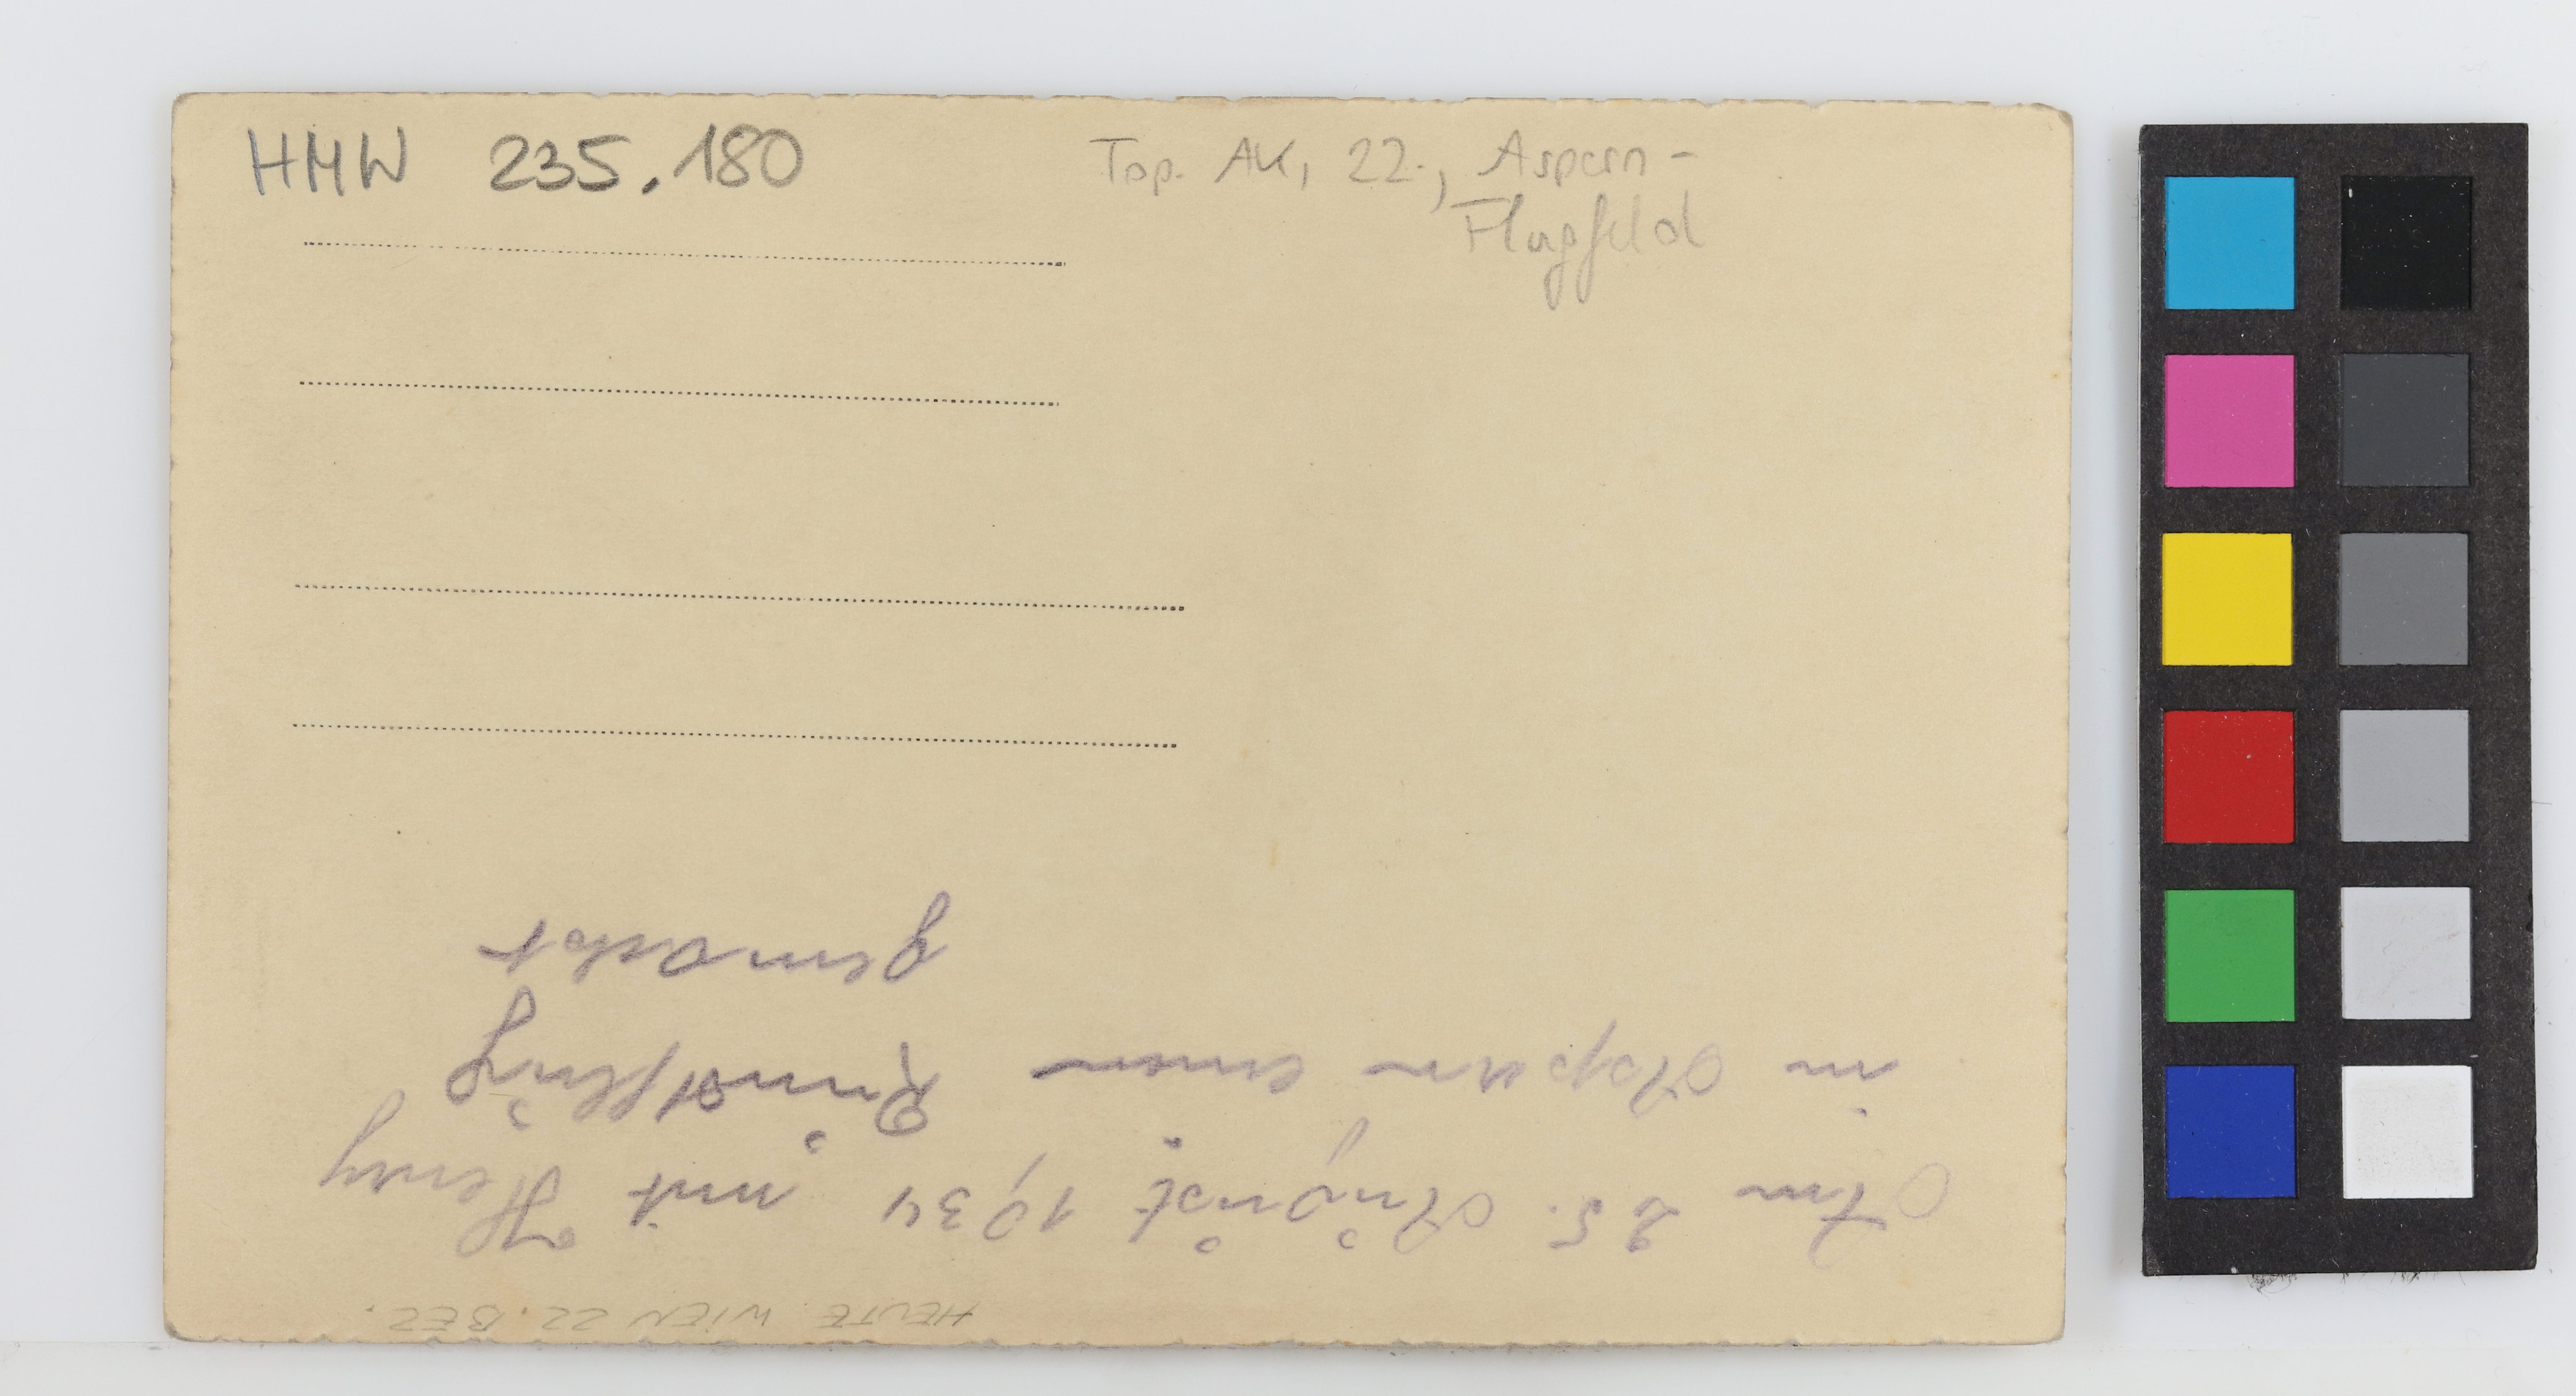 HMW 235.180
Top. AK, 22., Aspern-
Flugfeld
HEUTE WIEN 22. BEZ.
Am 25. August 1934 mit Henry
in Aspern einen Rundflug
gemacht